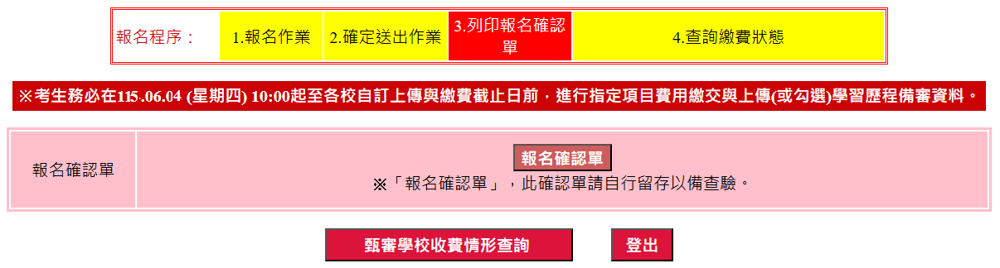 報名程序：
1.報名作業
2.確定送出作業
3.列印報名確認
單
4.查詢繳費狀態
※考生務必在115.06.04 (星期四) 10:00起至各校自訂上傳與繳費截止日前，進行指定項目費用繳交與上傳(或勾選)學習歷程備審資料。
報名確認單
報名確認單
※「報名確認單」，此確認單請自行留存以備查驗。
甄審學校收費情形查詢
登出